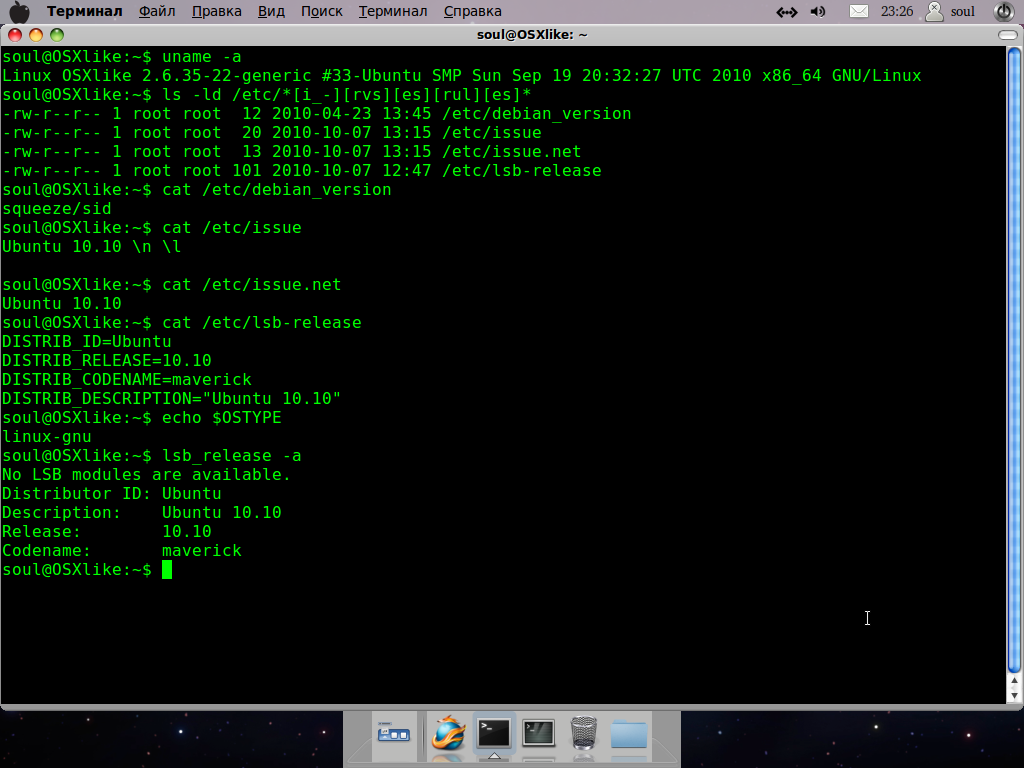 Терминал Файл Правка Вид Поиск Терминал Справка 23:26 soul
soul@OSXlike: ~
soul@OSXlike:~$ uname -a
Linux OSXlike 2.6.35-22-generic #33-Ubuntu SMP Sun Sep 19 20:32:27 UTC 2010 x86_64 GNU/Linux
soul@OSXlike:~$ ls -ld /etc/*[i_-][rvs][es][rul][es]*
-rw-r--r-- 1 root root  12 2010-04-23 13:45 /etc/debian_version
-rw-r--r-- 1 root root  20 2010-10-07 13:15 /etc/issue
-rw-r--r-- 1 root root  13 2010-10-07 13:15 /etc/issue.net
-rw-r--r-- 1 root root 101 2010-10-07 12:47 /etc/lsb-release
soul@OSXlike:~$ cat /etc/debian_version
squeeze/sid
soul@OSXlike:~$ cat /etc/issue
Ubuntu 10.10 \n \l
soul@OSXlike:~$ cat /etc/issue.net
Ubuntu 10.10
soul@OSXlike:~$ cat /etc/lsb-release
DISTRIB_ID=Ubuntu
DISTRIB_RELEASE=10.10
DISTRIB_CODENAME=maverick
DISTRIB_DESCRIPTION="Ubuntu 10.10"
soul@OSXlike:~$ echo $OSTYPE
linux-gnu
soul@OSXlike:~$ lsb_release -a
No LSB modules are available.
Distributor ID: Ubuntu
Description:    Ubuntu 10.10
Release:        10.10
Codename:       maverick
soul@OSXlike:~$